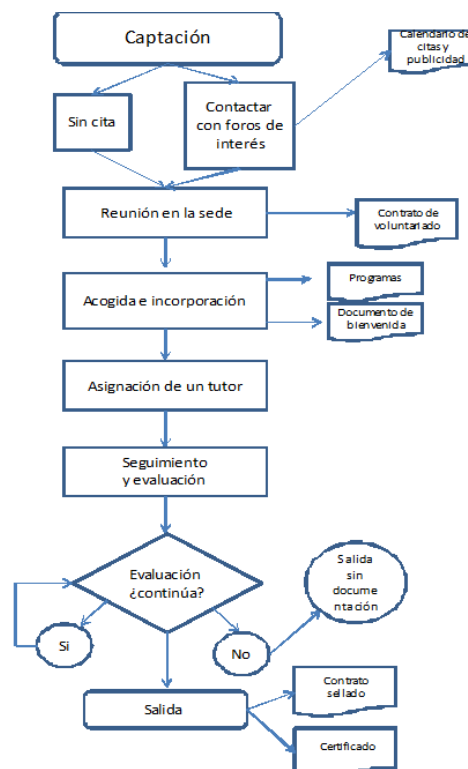 Captación
Calendario de
citas y
publicidad
Sin cita
Contactar
con foros de
interés
Reunión en la sede
Contrato de
voluntariado
Acogida e incorporación
Programas
Documento de
bienvenida
Asignación de un tutor
Seguimiento
y evaluación
Evaluación
¿continúa?
Salida
sin
docume
ntación
Si
No
Contrato
sellado
Salida
Certificado